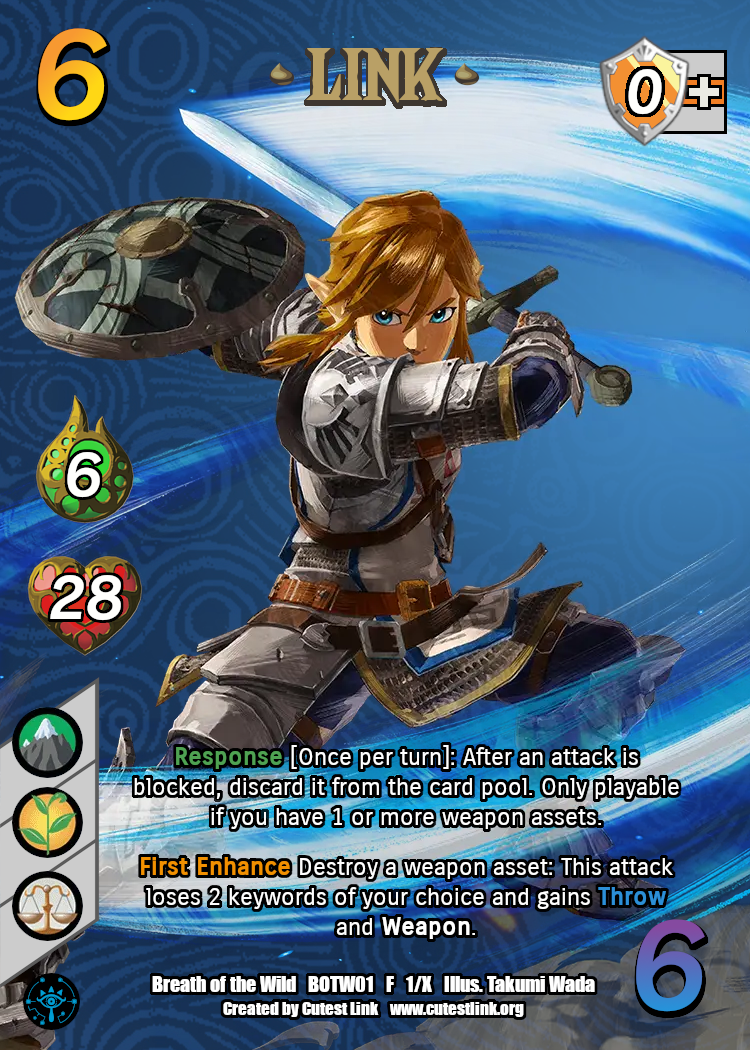 6
LINK
0 +
6
28
Response [Once per turn]: After an attack is
blocked, discard it from the card pool. Only playable
if you have 1 or more weapon assets.
First Enhance Destroy a weapon asset: This attack
loses 2 keywords of your choice and gains Throw
and Weapon.
6
Breath of the Wild BOTW01 F 1/X Illus. Takumi Wada
Created by Cutest Link www.cutestlink.org